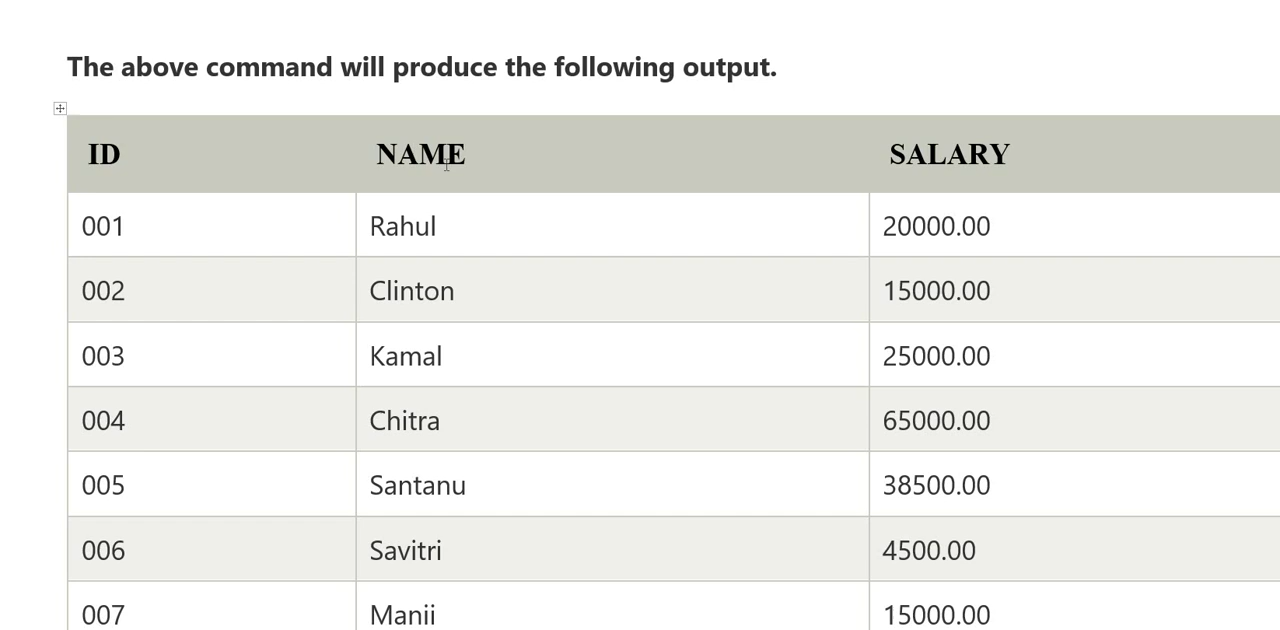 The above command will produce the following output.
ID NAME SALARY
001 Rahul 20000.00
002 Clinton 15000.00
003 Kamal 25000.00
004 Chitra 65000.00
005 Santanu 38500.00
006 Savitri 4500.00
007 Manii 15000.00